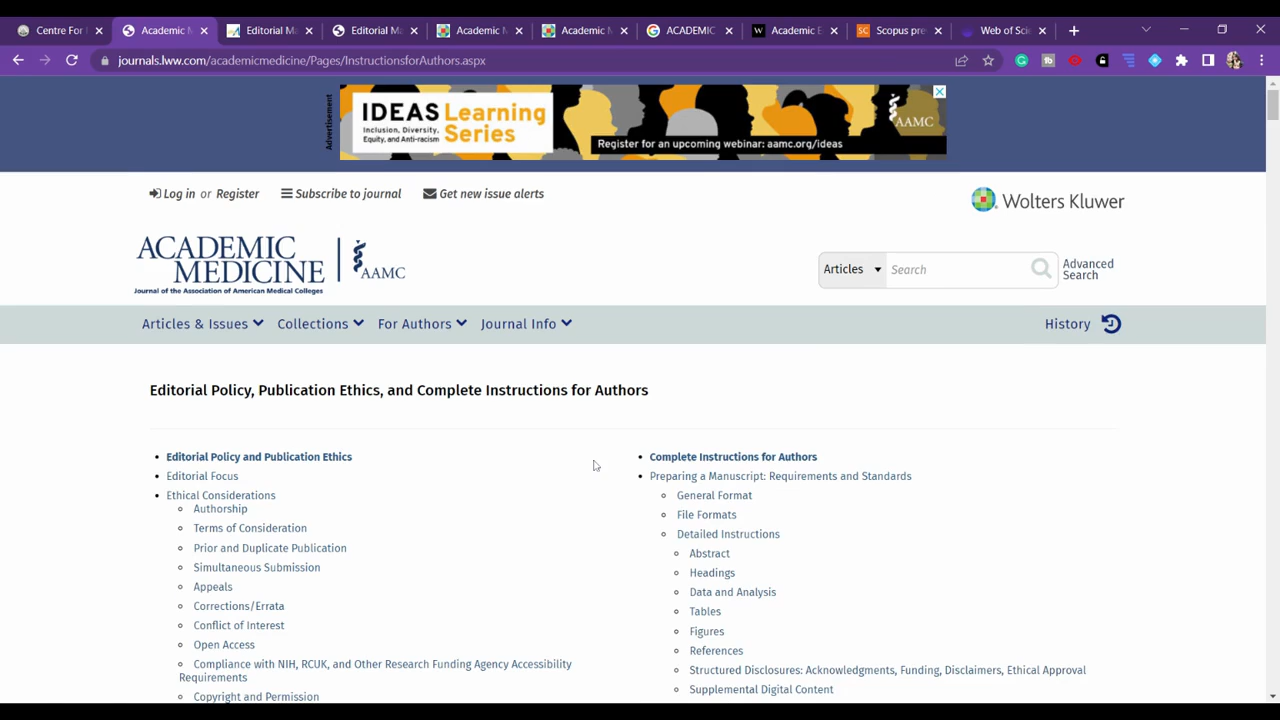 Centre For I
Academic M
Editorial Ma
Editorial Ma
Academic M
Academic M
ACADEMIC
Academic E
Scopus pre
Web of Scie
journals.lww.com/academicmedicine/Pages/InstructionsforAuthors.aspx
Advertisement
IDEAS Learning
Series
Inclusion, Diversity,
Equity, and Anti-racism
AAMC
Register for an upcoming webinar: aamc.org/ideas
Log in or Register
Subscribe to journal
Get new issue alerts
Wolters Kluwer
ACADEMIC
MEDICINE
AAMC
Journal of the Association of American Medical Colleges
Articles
Search
Advanced
Search
Articles & Issues
Collections
For Authors
Journal Info
History
Editorial Policy, Publication Ethics, and Complete Instructions for Authors
Editorial Policy and Publication Ethics
Editorial Focus
Ethical Considerations
Authorship
Terms of Consideration
Prior and Duplicate Publication
Simultaneous Submission
Appeals
Corrections/Errata
Conflict of Interest
Open Access
Compliance with NIH, RCUK, and Other Research Funding Agency Accessibility
Requirements
Copyright and Permission
Complete Instructions for Authors
Preparing a Manuscript: Requirements and Standards
General Format
File Formats
Detailed Instructions
Abstract
Headings
Data and Analysis
Tables
Figures
References
Structured Disclosures: Acknowledgments, Funding, Disclaimers, Ethical Approval
Supplemental Digital Content